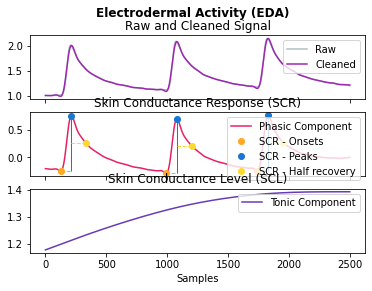 Electrodermal Activity (EDA)
Raw and Cleaned Signal
2.0
1.5
1.0
Raw
Cleaned
Skin Conductance Response (SCR)
0.5
0.0
Phasic Component
SCR - Onsets
SCR - Peaks
SCR - Half recovery
Skin Conductance Level (SCL)
1.4
1.3
1.2
Tonic Component
0 500 1000 1500 2000 2500
Samples